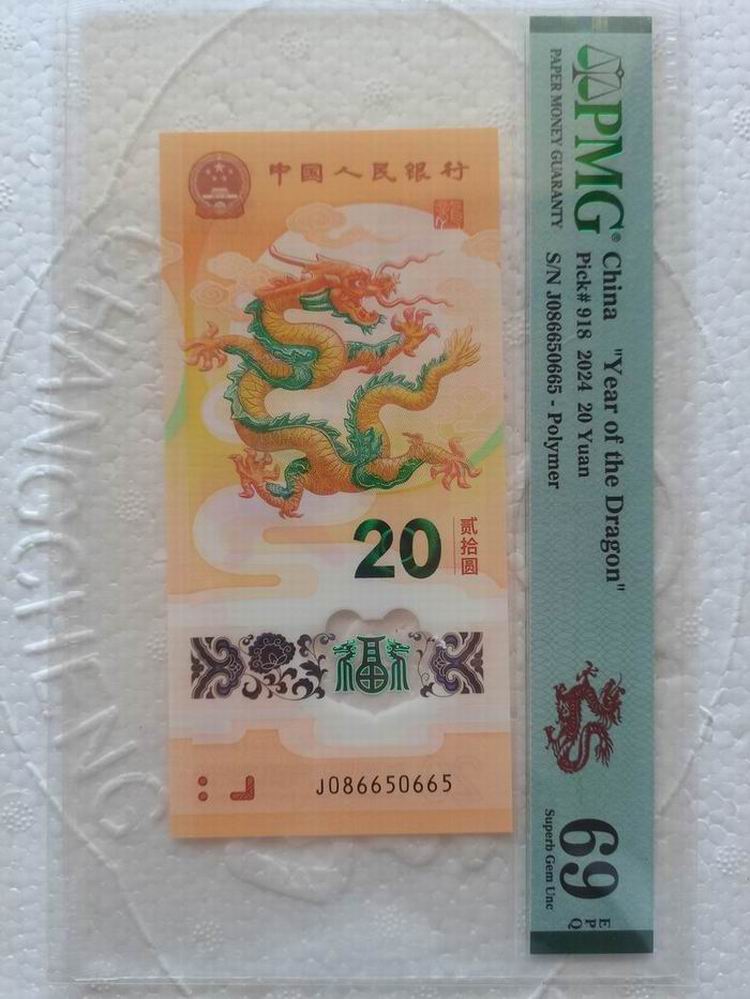 中国人民银行
20
贰拾圆
福
J086650665
PMG®
PAPER MONEY GUARANTY
China "Year of the Dragon"
Pick# 918 2024 20 Yuan
S/N J086650665 - Polymer
69
EPQ
Superb Gem Unc